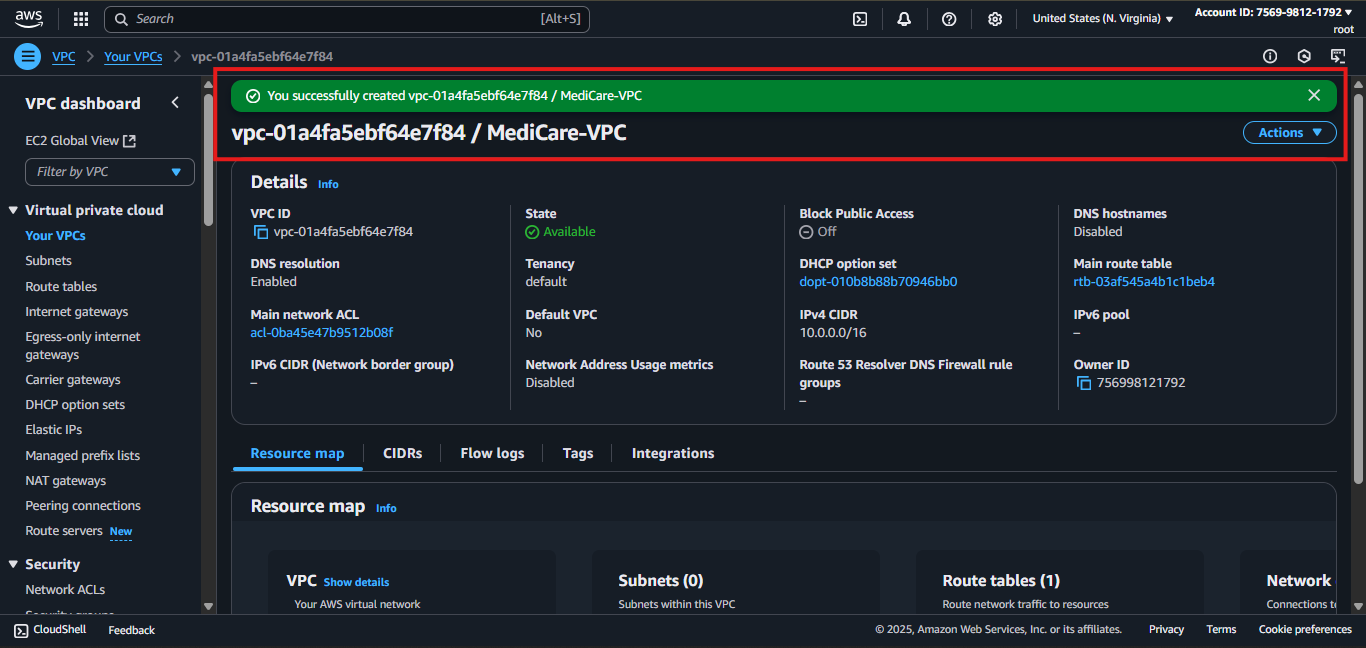 aws
Search
[Alt+S]
United States (N. Virginia)
Account ID: 7569-9812-1792
root
VPC
Your VPCs
vpc-01a4fa5ebf64e7f84
VPC dashboard
EC2 Global View
Filter by VPC
Virtual private cloud
Your VPCs
Subnets
Route tables
Internet gateways
Egress-only internet
gateways
Carrier gateways
DHCP option sets
Elastic IPs
Managed prefix lists
NAT gateways
Peering connections
Route servers New
Security
Network ACLs
Security groups
You successfully created vpc-01a4fa5ebf64e7f84 / MediCare-VPC
vpc-01a4fa5ebf64e7f84 / MediCare-VPC
Actions
Details Info
VPC ID
vpc-01a4fa5ebf64e7f84
State
Available
Block Public Access
Off
DNS hostnames
Disabled
DNS resolution
Enabled
Tenancy
default
DHCP option set
dopt-010b8b88b70946bb0
Main route table
rtb-03af545a4b1c1beb4
Main network ACL
acl-0ba45e47b9512b08f
Default VPC
No
IPv4 CIDR
10.0.0.0/16
IPv6 pool
–
IPv6 CIDR (Network border group)
–
Network Address Usage metrics
Disabled
Route 53 Resolver DNS Firewall rule
groups
–
Owner ID
756998121792
Resource map
CIDRs
Flow logs
Tags
Integrations
Resource map Info
VPC Show details
Your AWS virtual network
Subnets (0)
Subnets within this VPC
Route tables (1)
Route network traffic to resources
Network
Connections to
CloudShell
Feedback
© 2025, Amazon Web Services, Inc. or its affiliates.
Privacy
Terms
Cookie preferences